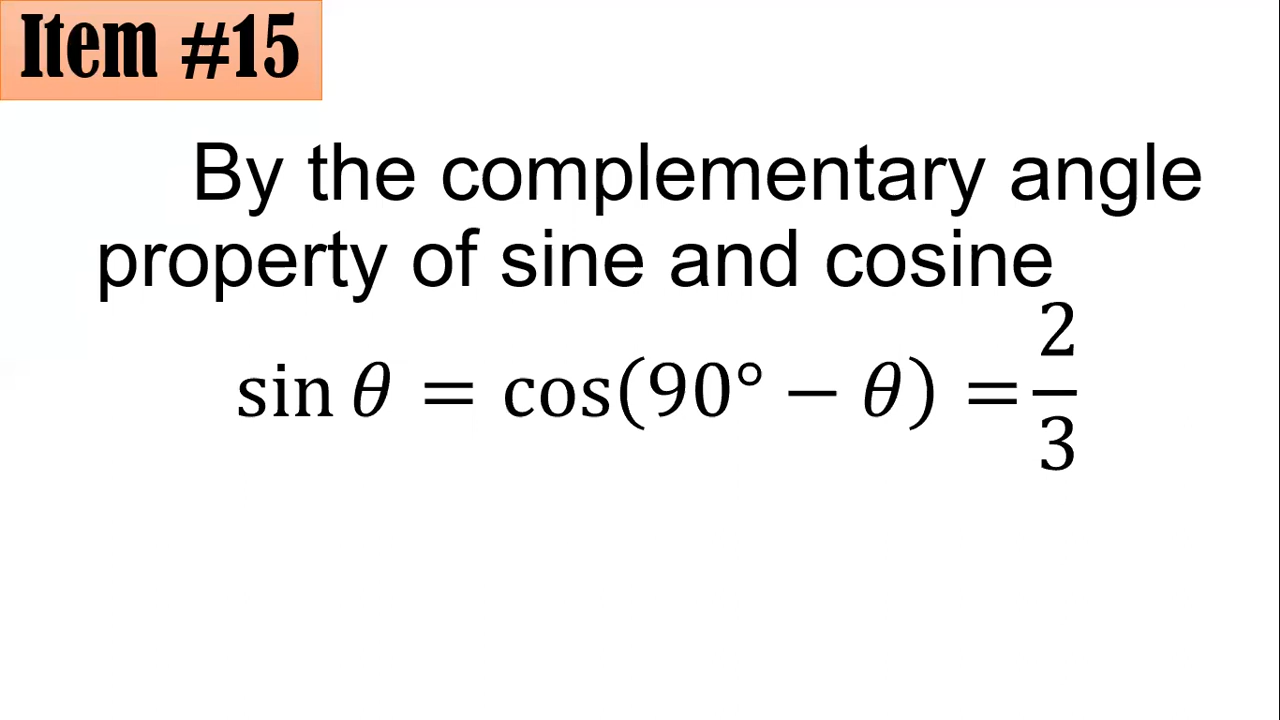 Item #15
By the complementary angle
property of sine and cosine
sin θ = cos(90° − θ) = 2/3